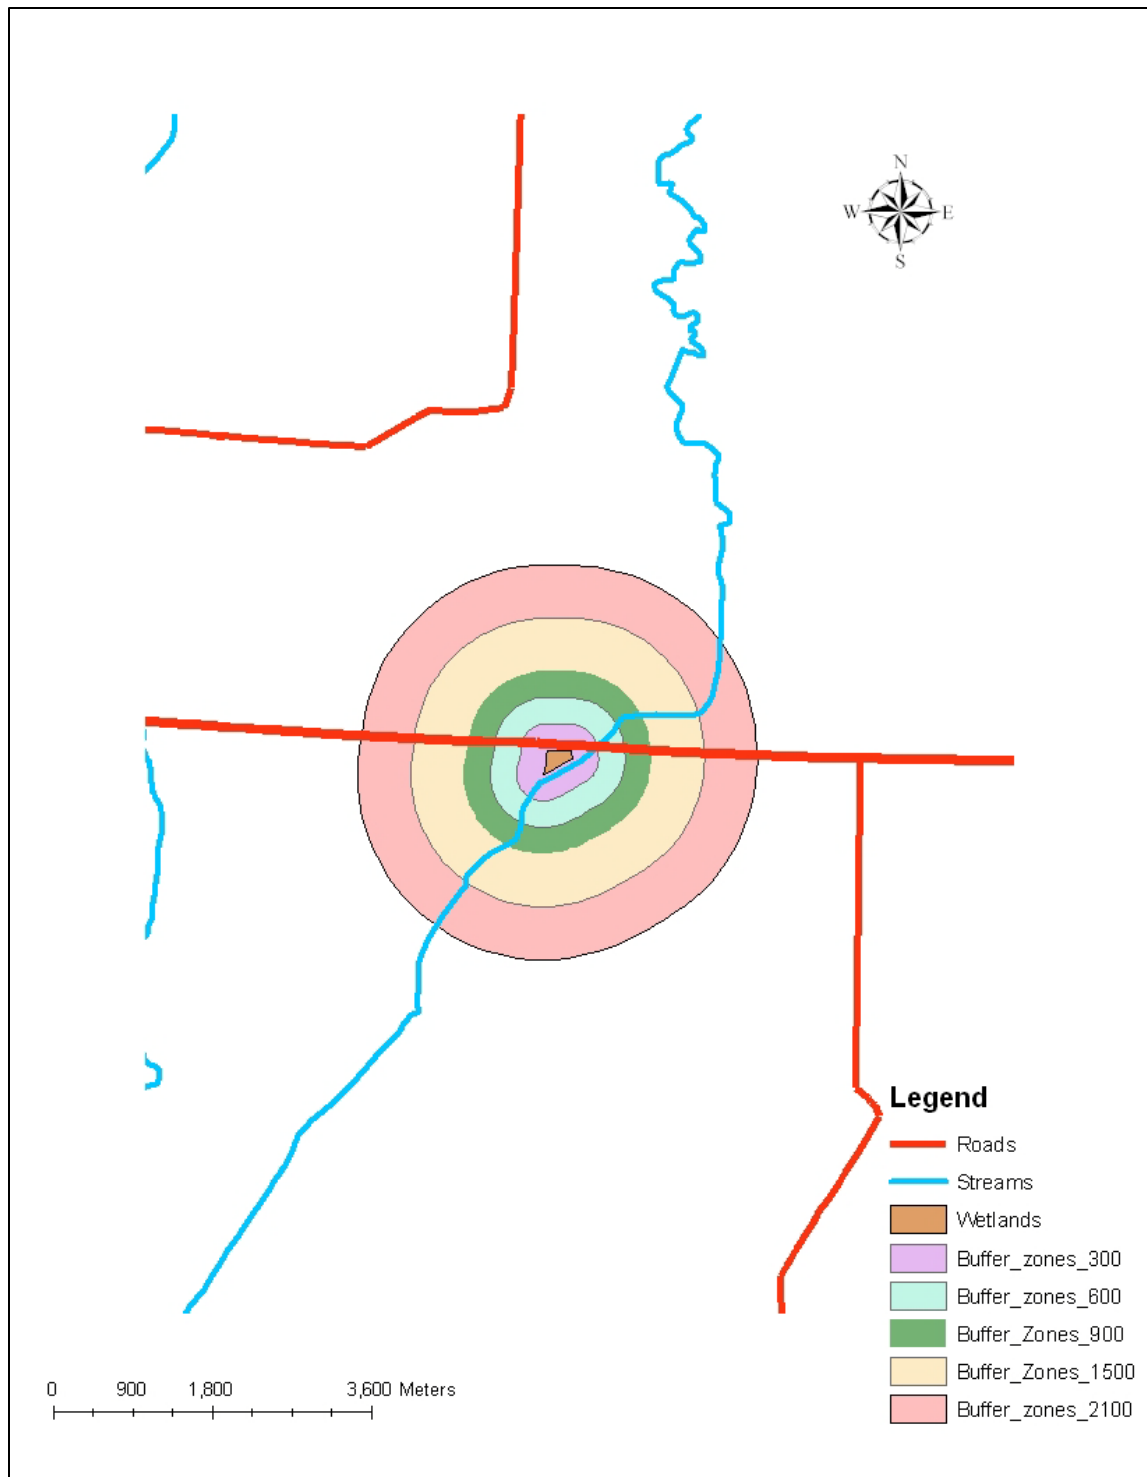 N
W E
S
Legend
Roads
Streams
Wetlands
Buffer_zones_300
Buffer_zones_600
Buffer_Zones_900
Buffer_Zones_1500
Buffer_zones_2100
0 900 1,800 3,600 Meters